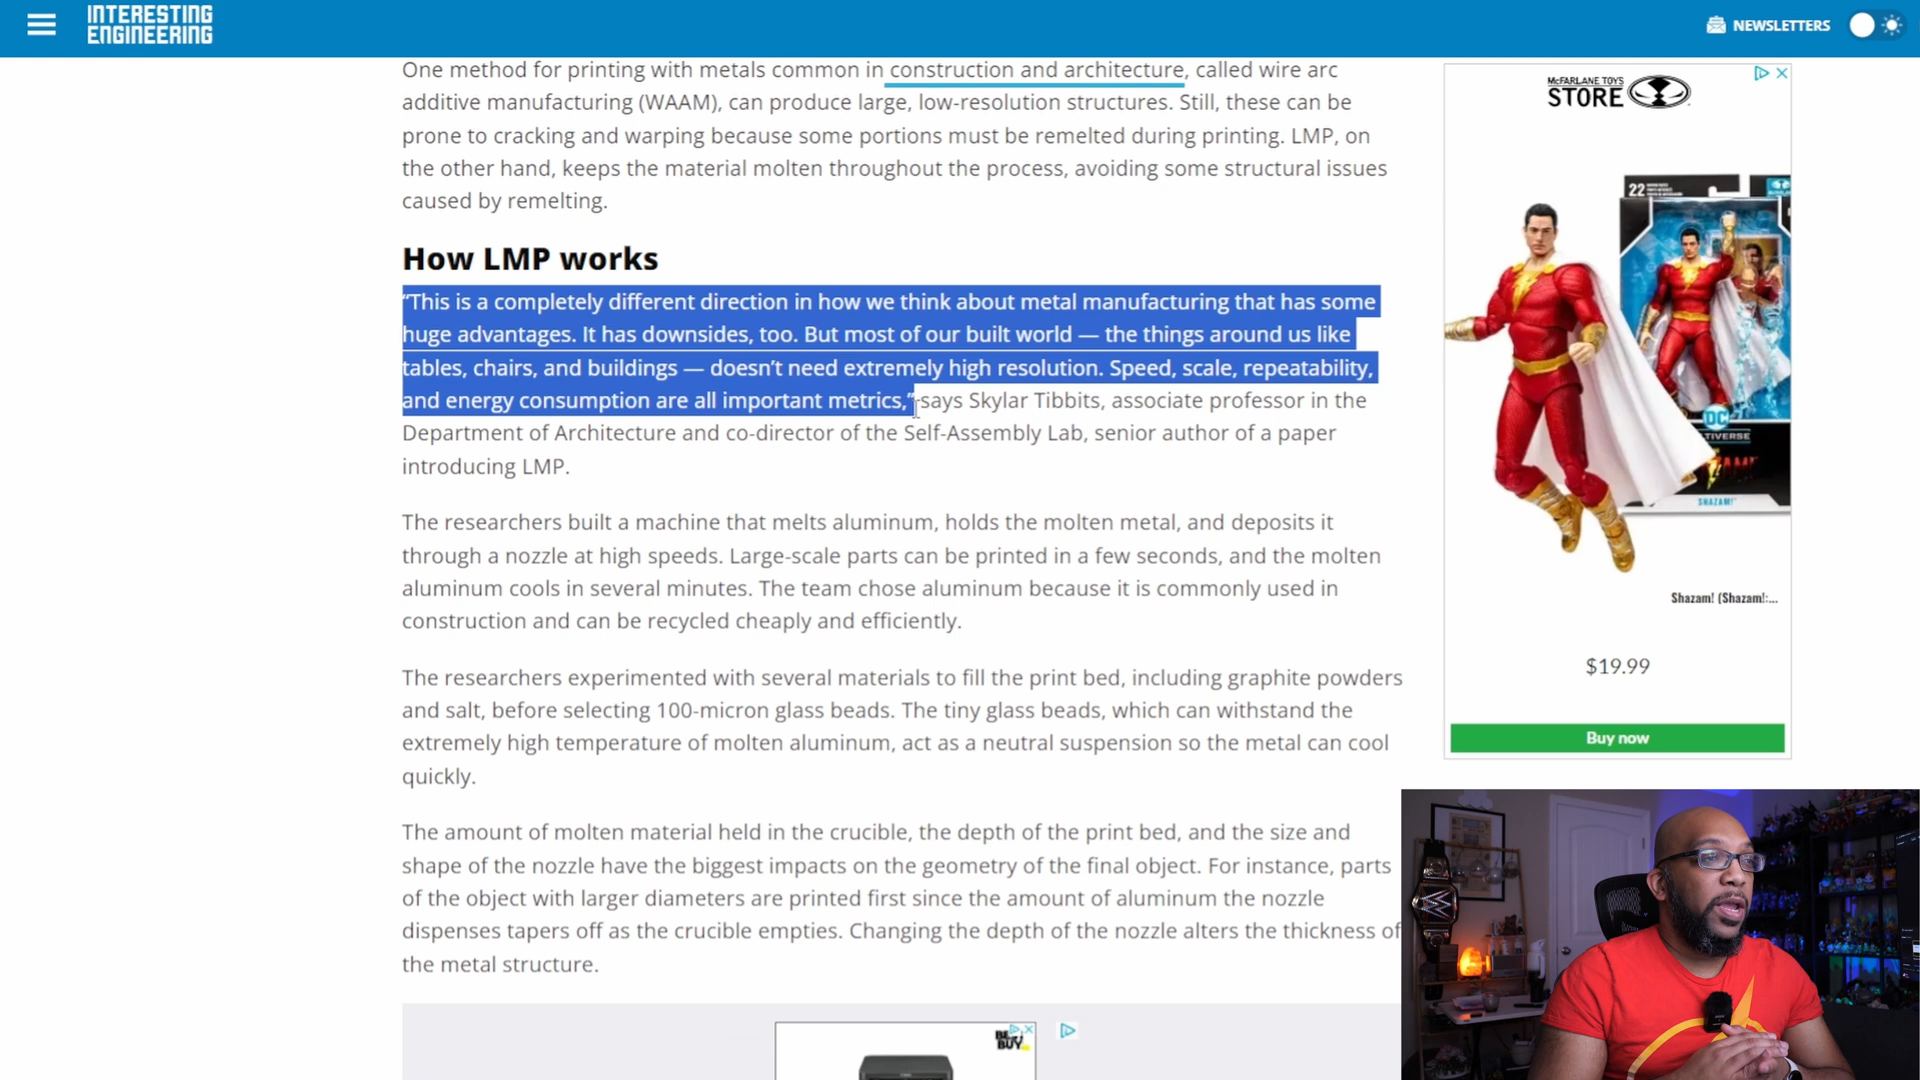 INTERESTING
ENGINEERING
NEWSLETTERS
One method for printing with metals common in construction and architecture, called wire arc
additive manufacturing (WAAM), can produce large, low-resolution structures. Still, these can be
prone to cracking and warping because some portions must be remelted during printing. LMP, on
the other hand, keeps the material molten throughout the process, avoiding some structural issues
caused by remelting.
How LMP works
“This is a completely different direction in how we think about metal manufacturing that has some
huge advantages. It has downsides, too. But most of our built world — the things around us like
tables, chairs, and buildings — doesn’t need extremely high resolution. Speed, scale, repeatability,
and energy consumption are all important metrics,” says Skylar Tibbits, associate professor in the
Department of Architecture and co-director of the Self-Assembly Lab, senior author of a paper
introducing LMP.
The researchers built a machine that melts aluminum, holds the molten metal, and deposits it
through a nozzle at high speeds. Large-scale parts can be printed in a few seconds, and the molten
aluminum cools in several minutes. The team chose aluminum because it is commonly used in
construction and can be recycled cheaply and efficiently.
The researchers experimented with several materials to fill the print bed, including graphite powders
and salt, before selecting 100-micron glass beads. The tiny glass beads, which can withstand the
extremely high temperature of molten aluminum, act as a neutral suspension so the metal can cool
quickly.
The amount of molten material held in the crucible, the depth of the print bed, and the size and
shape of the nozzle have the biggest impacts on the geometry of the final object. For instance, parts
of the object with larger diameters are printed first since the amount of aluminum the nozzle
dispenses tapers off as the crucible empties. Changing the depth of the nozzle alters the thickness of
the metal structure.
McFARLANE TOYS
STORE
22
DC
SHAZAM!
Shazam! (Shazam!:...
$19.99
Buy now
BUY